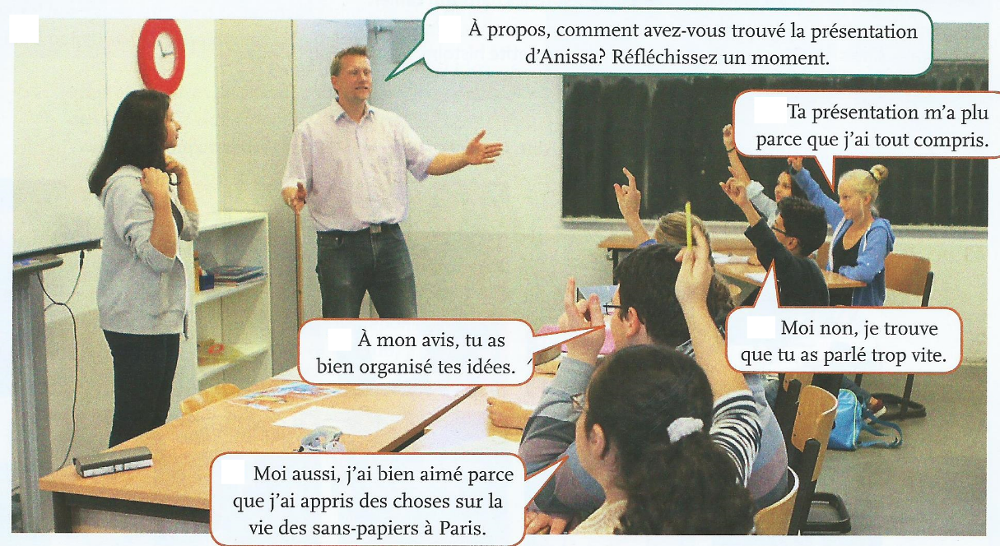 À propos, comment avez-vous trouvé la présentation
d'Anissa? Réfléchissez un moment.
Ta présentation m'a plu
parce que j'ai tout compris.
À mon avis, tu as
bien organisé tes idées.
Moi non, je trouve
que tu as parlé trop vite.
Moi aussi, j'ai bien aimé parce
que j'ai appris des choses sur la
vie des sans-papiers à Paris.